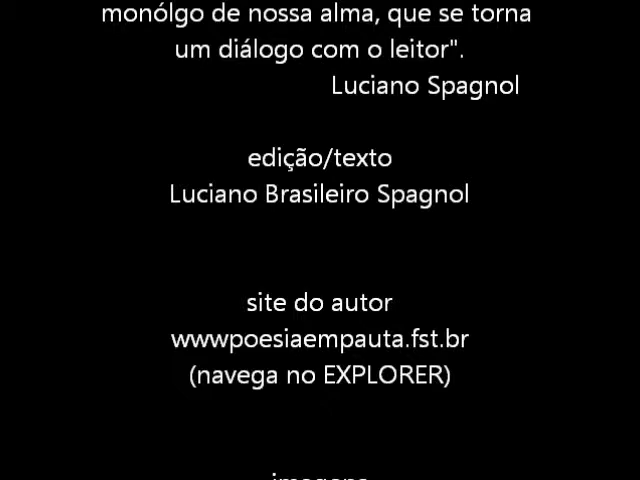 monólgo de nossa alma, que se torna
um diálogo com o leitor".
Luciano Spagnol
edição/texto
Luciano Brasileiro Spagnol
site do autor
wwwpoesiaempauta.fst.br
(navega no EXPLORER)
imagens